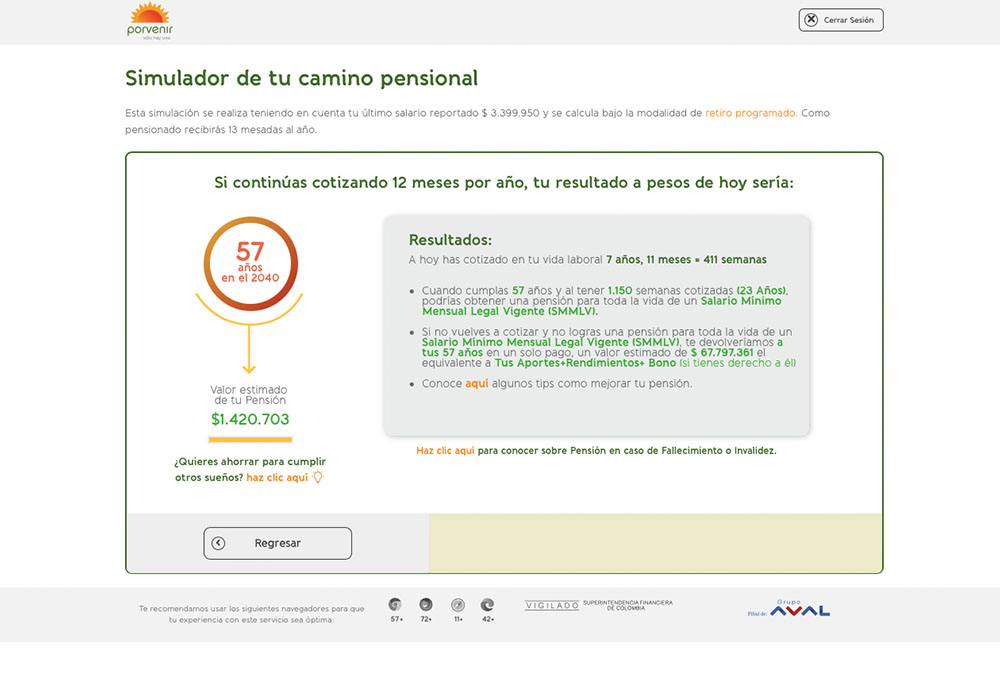 porvenir
sólo hay uno
Cerrar Sesión
Simulador de tu camino pensional
Esta simulación se realiza teniendo en cuenta tu último salario reportado $ 3.399.950 y se calcula bajo la modalidad de retiro programado. Como
pensionado recibirás 13 mesadas al año.
Si continúas cotizando 12 meses por año, tu resultado a pesos de hoy sería:
57
años
en el 2040
Valor estimado
de tu Pensión
$1.420.703
¿Quieres ahorrar para cumplir
otros sueños? haz clic aquí
Resultados:
A hoy has cotizado en tu vida laboral 7 años, 11 meses = 411 semanas
• Cuando cumplas 57 años y al tener 1.150 semanas cotizadas (23 Años),
podrías obtener una pensión para toda la vida de un Salario Mínimo
Mensual Legal Vigente (SMMLV).
• Si no vuelves a cotizar y no logras una pensión para toda la vida de un
Salario Mínimo Mensual Legal Vigente (SMMLV), te devolveríamos a
tus 57 años en un solo pago, un valor estimado de $ 67.797.361 el
equivalente a Tus Aportes+Rendimientos+ Bono (si tienes derecho a él)
• Conoce aquí algunos tips como mejorar tu pensión.
Haz clic aquí para conocer sobre Pensión en caso de Fallecimiento o Invalidez.
Regresar
Te recomendamos usar los siguientes navegadores para que
tu experiencia con este servicio sea óptima:
57+ 72+ 11+ 42+
VIGILADO SUPERINTENDENCIA FINANCIERA
DE COLOMBIA
Filial de: Grupo
AVAL